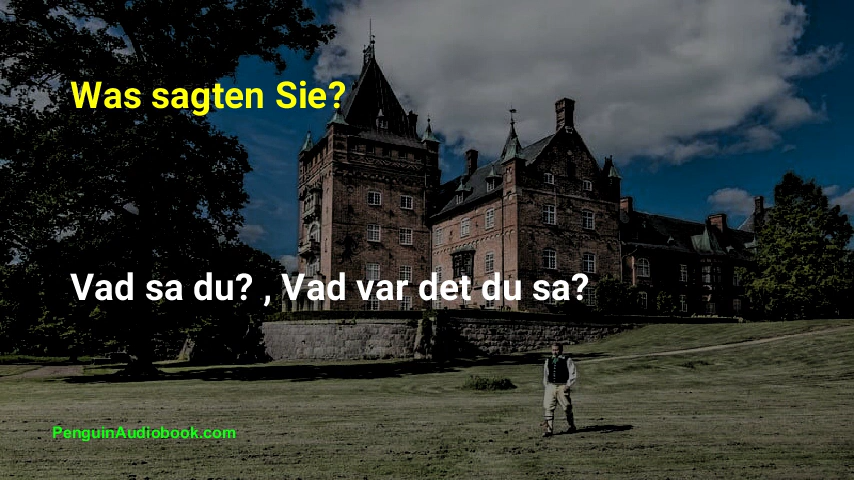 Was sagten Sie?
Vad sa du? , Vad var det du sa?
PenguinAudiobook.com